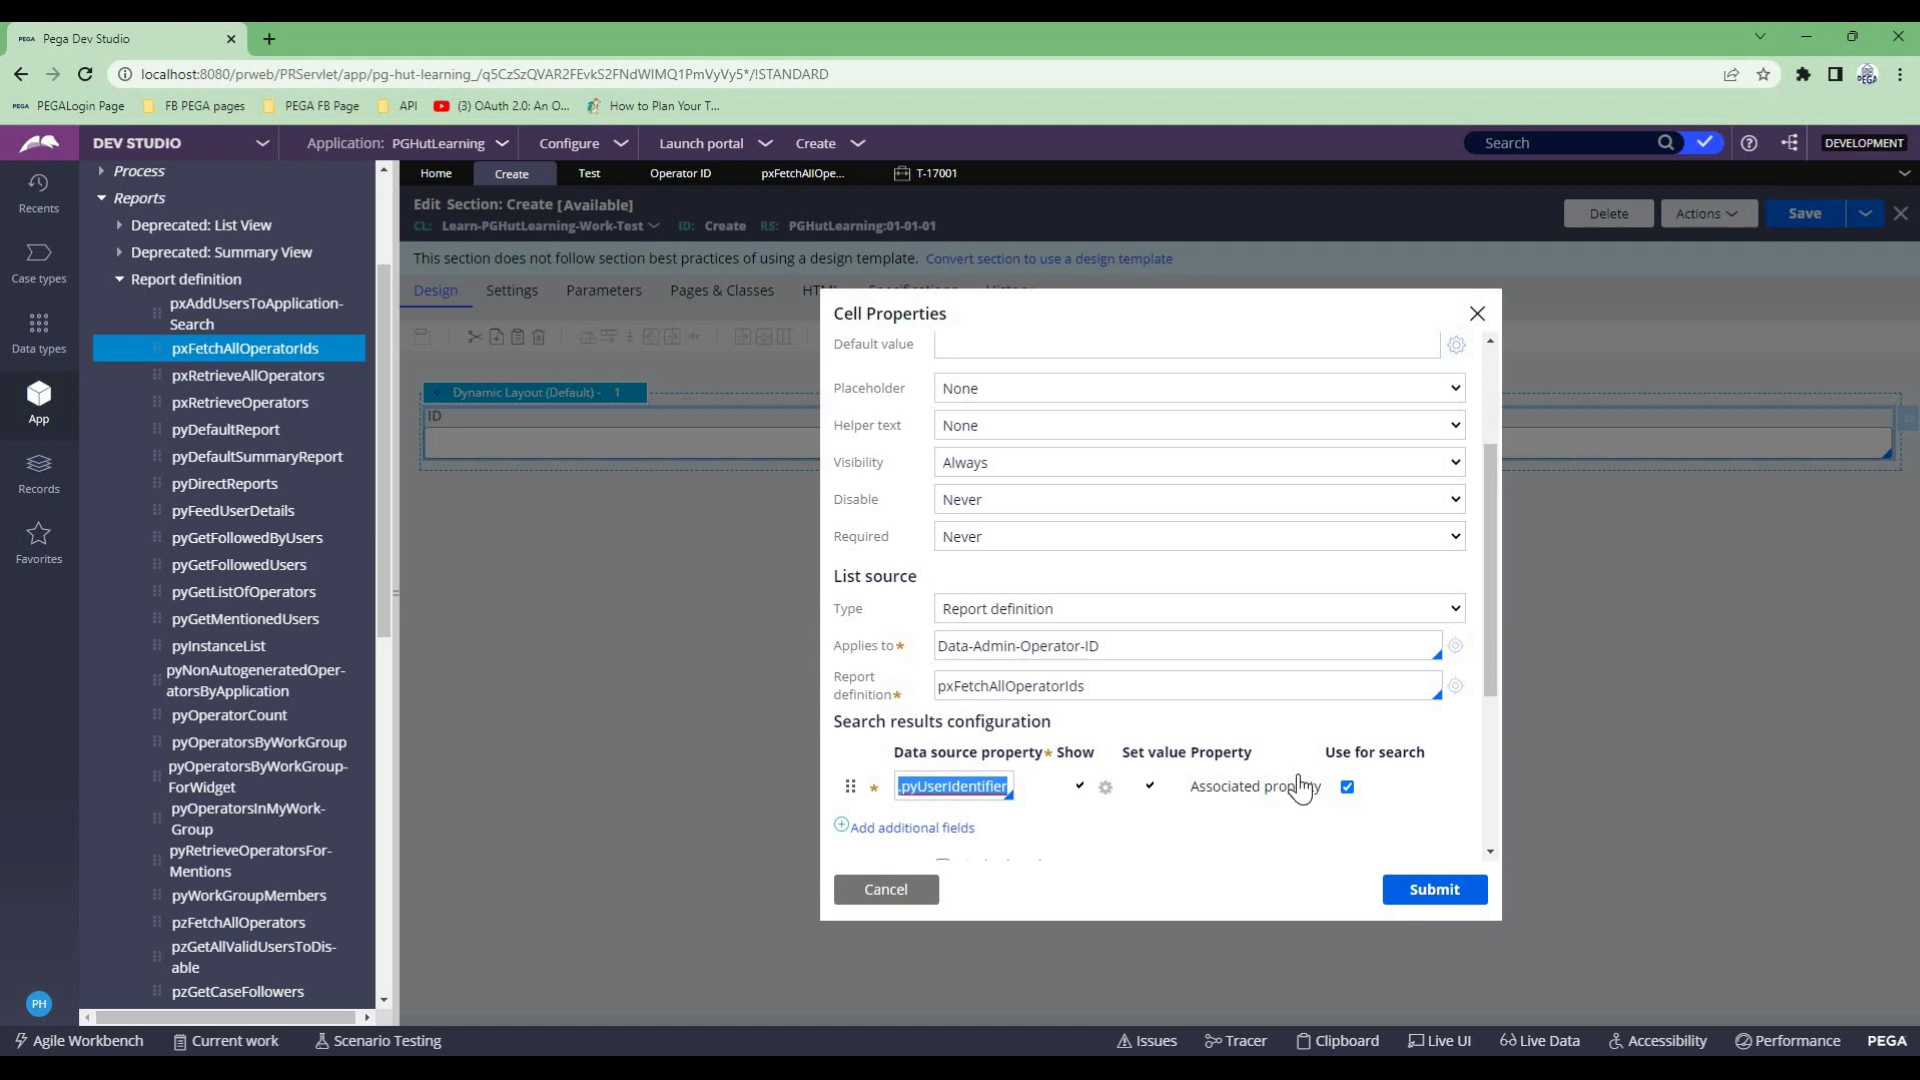 PEGA Pega Dev Studio
localhost:8080/prweb/PRServlet/app/pg-hut-learning_/q5CzSzQVAR2FEvkS2FNdWIMQ1PmVyVy5*/!STANDARD
PEGA PEGALogin Page FB PEGA pages PEGA FB Page API (3) OAuth 2.0: An O... How to Plan Your T...
DEV STUDIO Application: PGHutLearning Configure Launch portal Create Search DEVELOPMENT
Home Create Test Operator ID pxFetchAllOpe... T-17001
Edit Section: Create [Available]
CL: Learn-PGHutLearning-Work-Test ID: Create RS: PGHutLearning:01-01-01
Delete Actions Save
This section does not follow section best practices of using a design template. Convert section to use a design template
Design Settings Parameters Pages & Classes
Dynamic Layout (Default) - 1
ID
Recents
Case types
Data types
App
Records
Favorites
PH
Process
Reports
Deprecated: List View
Deprecated: Summary View
Report definition
pxAddUsersToApplication-
Search
pxFetchAllOperatorIds
pxRetrieveAllOperators
pxRetrieveOperators
pyDefaultReport
pyDefaultSummaryReport
pyDirectReports
pyFeedUserDetails
pyGetFollowedByUsers
pyGetFollowedUsers
pyGetListOfOperators
pyGetMentionedUsers
pyInstanceList
pyNonAutogeneratedOper-
atorsByApplication
pyOperatorCount
pyOperatorsByWorkGroup
pyOperatorsByWorkGroup-
ForWidget
pyOperatorsInMyWork-
Group
pyRetrieveOperatorsFor-
Mentions
pyWorkGroupMembers
pzFetchAllOperators
pzGetAllValidUsersToDis-
able
pzGetCaseFollowers
Cell Properties
Default value
Placeholder None
Helper text None
Visibility Always
Disable Never
Required Never
List source
Type Report definition
Applies to* Data-Admin-Operator-ID
Report
definition* pxFetchAllOperatorIds
Search results configuration
Data source property* Show Set value Property Use for search
* .pyUserIdentifier Associated property
Add additional fields
Cancel Submit
Agile Workbench Current work Scenario Testing Issues Tracer Clipboard Live UI Live Data Accessibility Performance PEGA